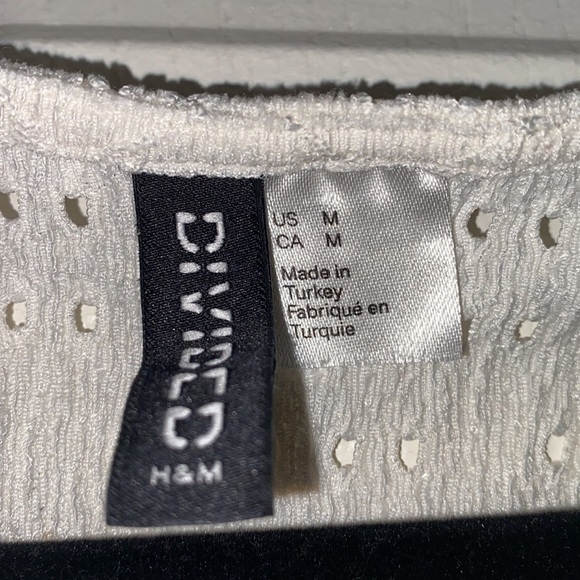 DIVIDED
H&M
US M
CA M
Made in
Turkey
Fabriqué en
Turquie